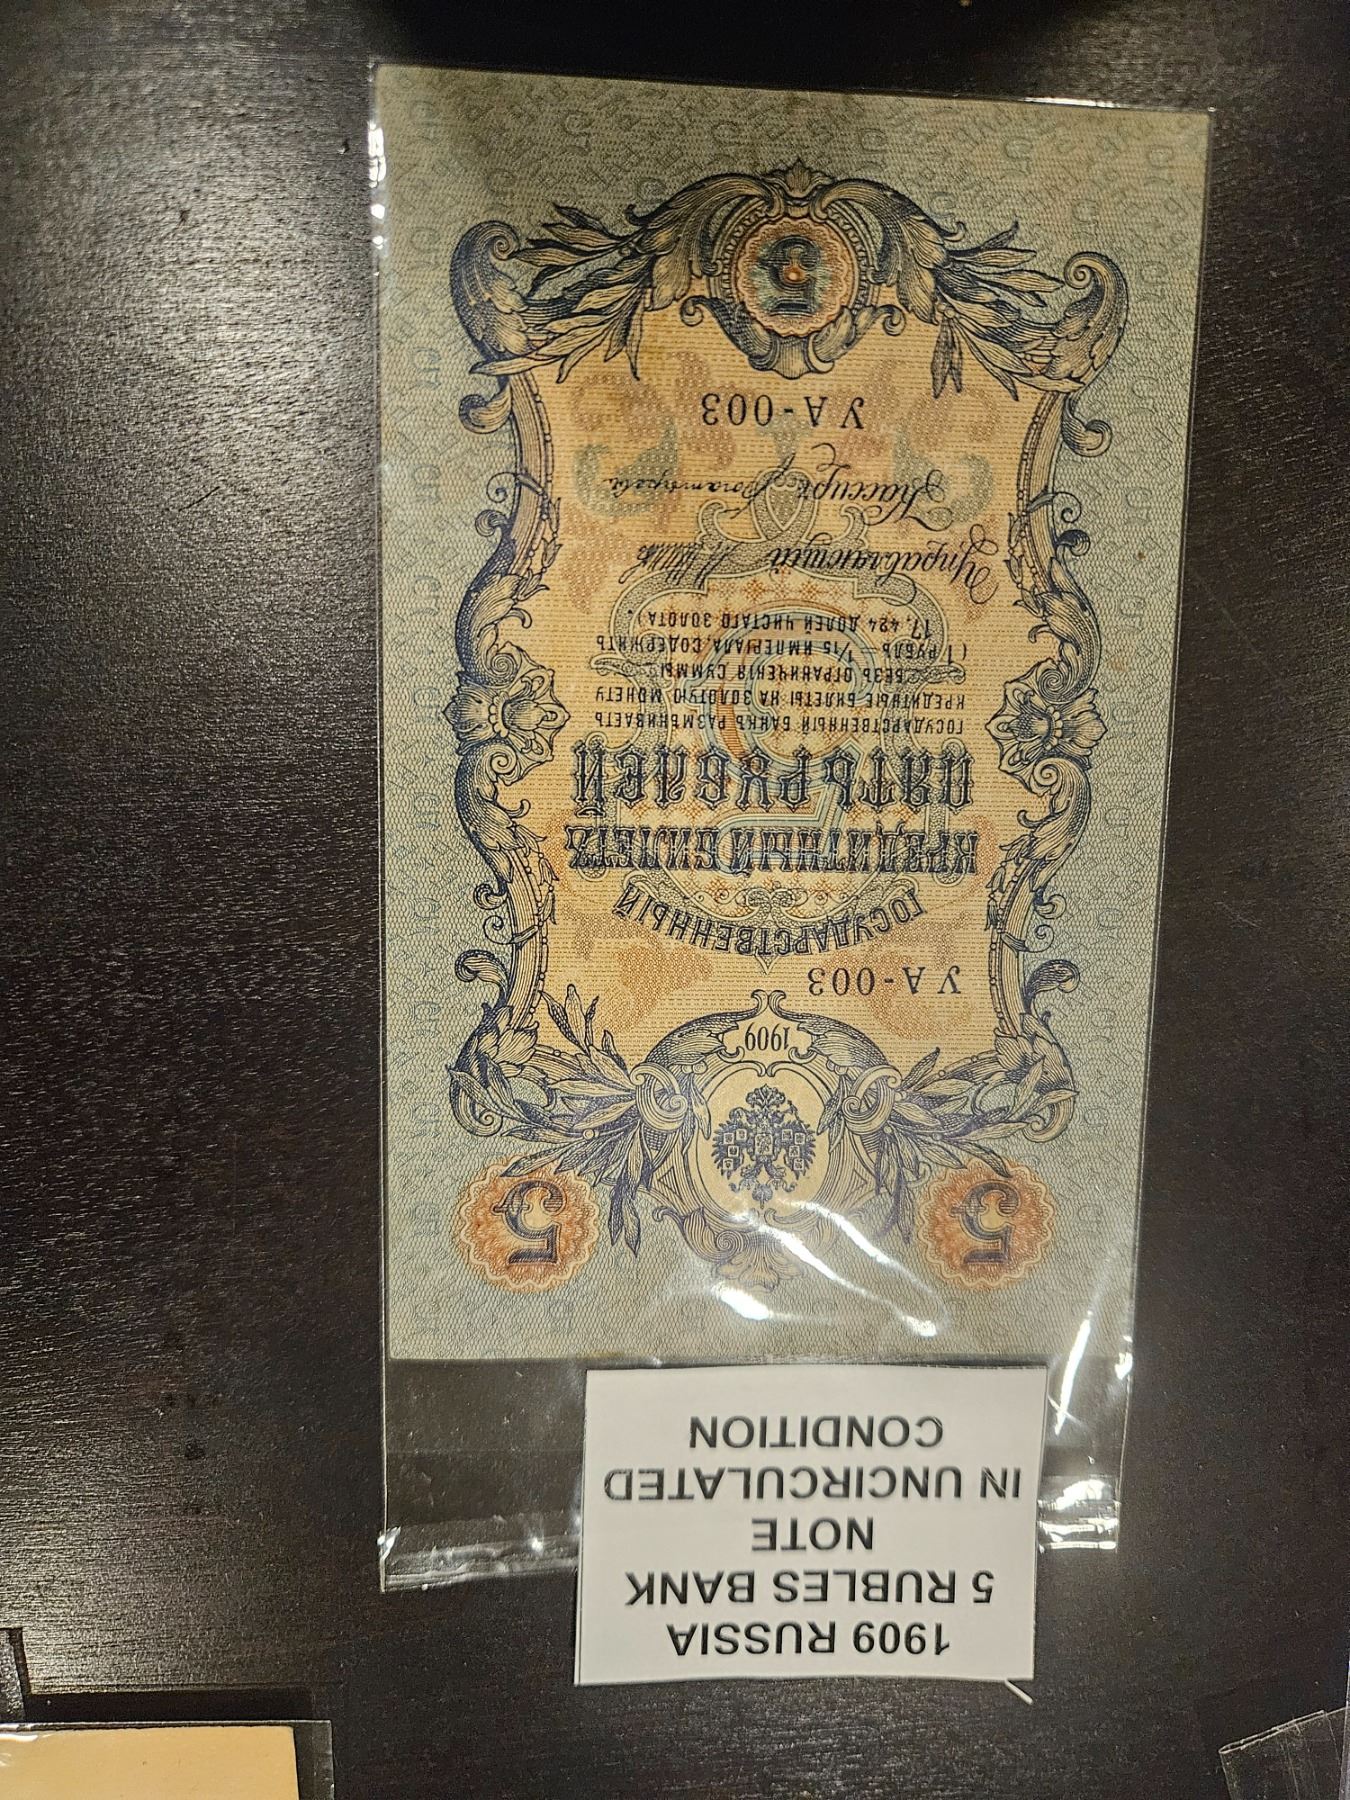 5 5
1909
УА-003
ГОСУДАРСТВЕННЫЙ
КРЕДИТНЫЙ БИЛЕТЪ
ПЯТЬ РУБЛЕЙ
ГОСУДАРСТВЕННЫЙ БАНКЪ РАЗМѢНИВАЕТЪ
КРЕДИТНЫЕ БИЛЕТЫ НА ЗОЛОТУЮ МОНЕТУ
БЕЗЪ ОГРАНИЧЕНІЯ СУММЫ
(1 РУБЛЬ — 1/15 ИМПЕРІАЛА, СОДЕРЖИТЪ
17,424 ДОЛЕЙ ЧИСТАГО ЗОЛОТА).
Управляющій
Кассиръ
УА-003
5
1909 RUSSIA
5 RUBLES BANK
NOTE
IN UNCIRCULATED
CONDITION